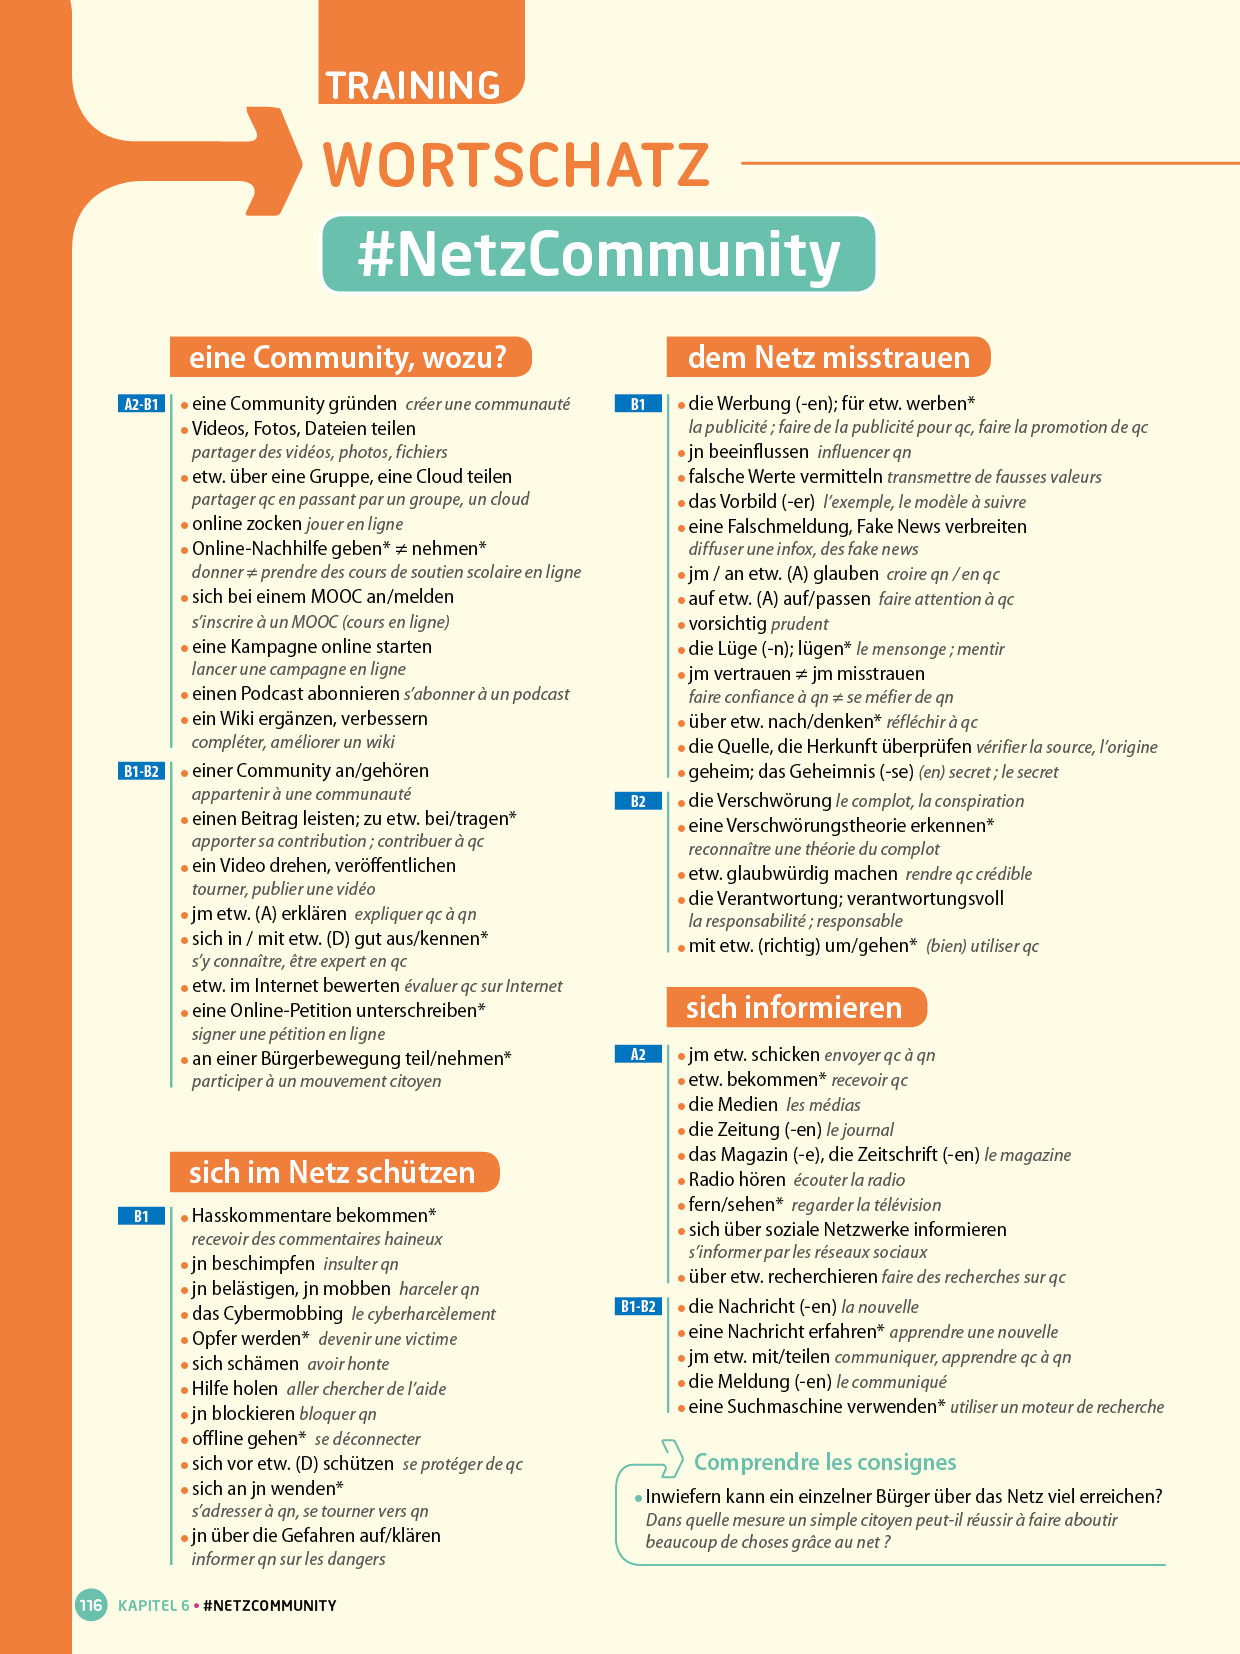 TRAINING
WORTSCHATZ
#NetzCommunity
eine Community, wozu?
A2-B1
• eine Community gründen créer une communauté
• Videos, Fotos, Dateien teilen
partager des vidéos, photos, fichiers
• etw. über eine Gruppe, eine Cloud teilen
partager qc en passant par un groupe, un cloud
• online zocken jouer en ligne
• Online-Nachhilfe geben* ≠ nehmen*
donner ≠ prendre des cours de soutien scolaire en ligne
• sich bei einem MOOC an/melden
s'inscrire à un MOOC (cours en ligne)
• eine Kampagne online starten
lancer une campagne en ligne
• einen Podcast abonnieren s'abonner à un podcast
• ein Wiki ergänzen, verbessern
compléter, améliorer un wiki
B1-B2
• einer Community an/gehören
appartenir à une communauté
• einen Beitrag leisten; zu etw. bei/tragen*
apporter sa contribution ; contribuer à qc
• ein Video drehen, veröffentlichen
tourner, publier une vidéo
• jm etw. (A) erklären expliquer qc à qn
• sich in / mit etw. (D) gut aus/kennen*
s'y connaître, être expert en qc
• etw. im Internet bewerten évaluer qc sur Internet
• eine Online-Petition unterschreiben*
signer une pétition en ligne
• an einer Bürgerbewegung teil/nehmen*
participer à un mouvement citoyen
sich im Netz schützen
B1
• Hasskommentare bekommen*
recevoir des commentaires haineux
• jn beschimpfen insulter qn
• jn belästigen, jn mobben harceler qn
• das Cybermobbing le cyberharcèlement
• Opfer werden* devenir une victime
• sich schämen avoir honte
• Hilfe holen aller chercher de l'aide
• jn blockieren bloquer qn
• offline gehen* se déconnecter
• sich vor etw. (D) schützen se protéger de qc
• sich an jn wenden*
s'adresser à qn, se tourner vers qn
• jn über die Gefahren auf/klären
informer qn sur les dangers
dem Netz misstrauen
B1
• die Werbung (-en); für etw. werben*
la publicité ; faire de la publicité pour qc, faire la promotion de qc
• jn beeinflussen influencer qn
• falsche Werte vermitteln transmettre de fausses valeurs
• das Vorbild (-er) l'exemple, le modèle à suivre
• eine Falschmeldung, Fake News verbreiten
diffuser une infox, des fake news
• jm / an etw. (A) glauben croire qn / en qc
• auf etw. (A) auf/passen faire attention à qc
• vorsichtig prudent
• die Lüge (-n); lügen* le mensonge ; mentir
• jm vertrauen ≠ jm misstrauen
faire confiance à qn ≠ se méfier de qn
• über etw. nach/denken* réfléchir à qc
• die Quelle, die Herkunft überprüfen vérifier la source, l'origine
• geheim; das Geheimnis (-se) (en) secret ; le secret
B2
• die Verschwörung le complot, la conspiration
• eine Verschwörungstheorie erkennen*
reconnaître une théorie du complot
• etw. glaubwürdig machen rendre qc crédible
• die Verantwortung; verantwortungsvoll
la responsabilité ; responsable
• mit etw. (richtig) um/gehen* (bien) utiliser qc
sich informieren
A2
• jm etw. schicken envoyer qc à qn
• etw. bekommen* recevoir qc
• die Medien les médias
• die Zeitung (-en) le journal
• das Magazin (-e), die Zeitschrift (-en) le magazine
• Radio hören écouter la radio
• fern/sehen* regarder la télévision
• sich über soziale Netzwerke informieren
s'informer par les réseaux sociaux
• über etw. recherchieren faire des recherches sur qc
B1-B2
• die Nachricht (-en) la nouvelle
• eine Nachricht erfahren* apprendre une nouvelle
• jm etw. mit/teilen communiquer, apprendre qc à qn
• die Meldung (-en) le communiqué
• eine Suchmaschine verwenden* utiliser un moteur de recherche
Comprendre les consignes
• Inwiefern kann ein einzelner Bürger über das Netz viel erreichen?
Dans quelle mesure un simple citoyen peut-il réussir à faire aboutir
beaucoup de choses grâce au net ?
116 KAPITEL 6 • #NETZCOMMUNITY